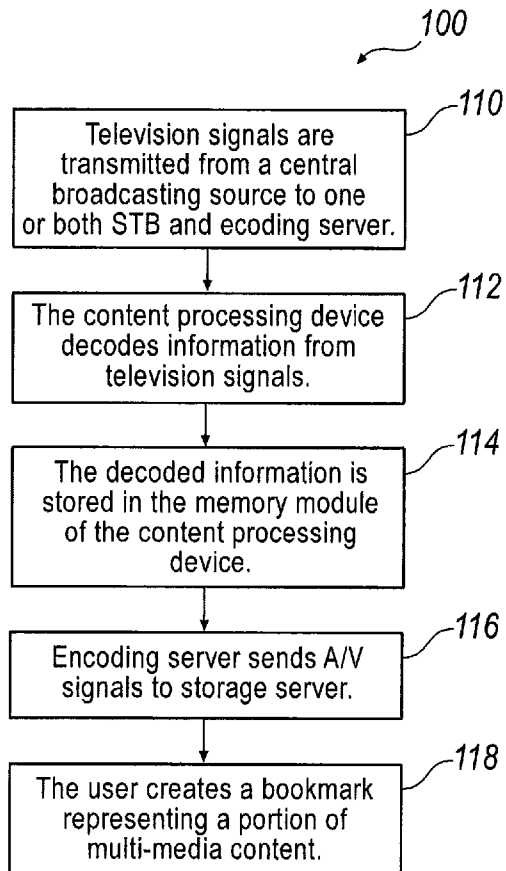 100
110
Television signals are
transmitted from a central
broadcasting source to one
or both STB and ecoding server.
112
The content processing device
decodes information from
television signals.
114
The decoded information is
stored in the memory module
of the content processing
device.
116
Encoding server sends A/V
signals to storage server.
118
The user creates a bookmark
representing a portion of
multi-media content.